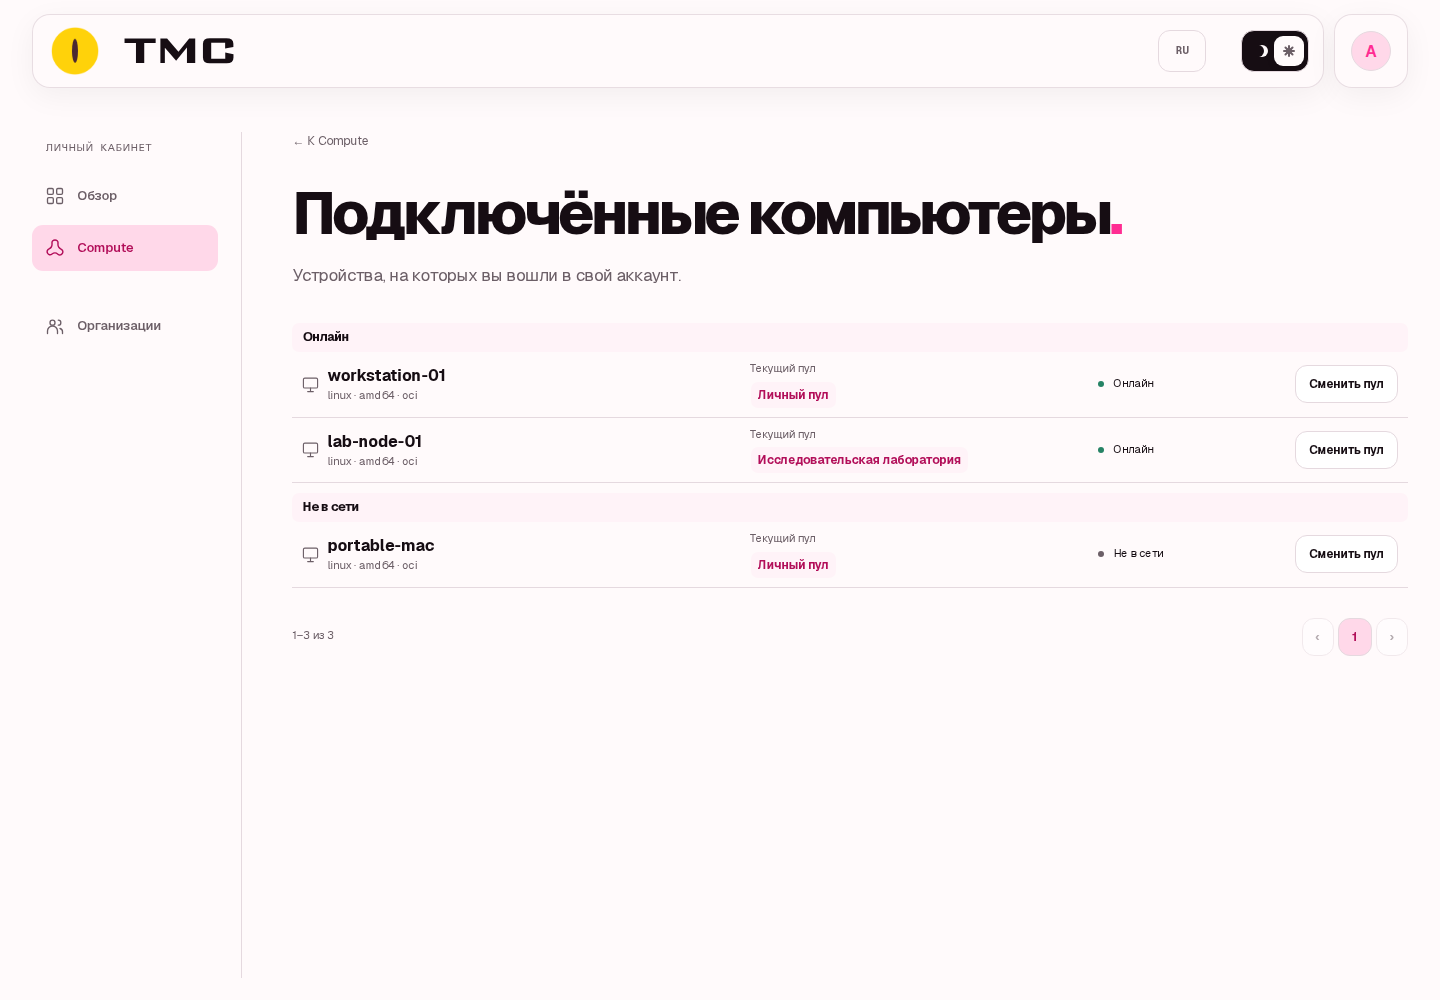 TMC
RU
A
ЛИЧНЫЙ КАБИНЕТ
Обзор
Compute
Организации
← К Compute
Подключённые компьютеры.
Устройства, на которых вы вошли в свой аккаунт.
Онлайн
workstation-01
linux · amd64 · oci
Текущий пул
Личный пул
Онлайн
Сменить пул
lab-node-01
linux · amd64 · oci
Текущий пул
Исследовательская лаборатория
Онлайн
Сменить пул
Не в сети
portable-mac
linux · amd64 · oci
Текущий пул
Личный пул
Не в сети
Сменить пул
1–3 из 3
‹ 1 ›